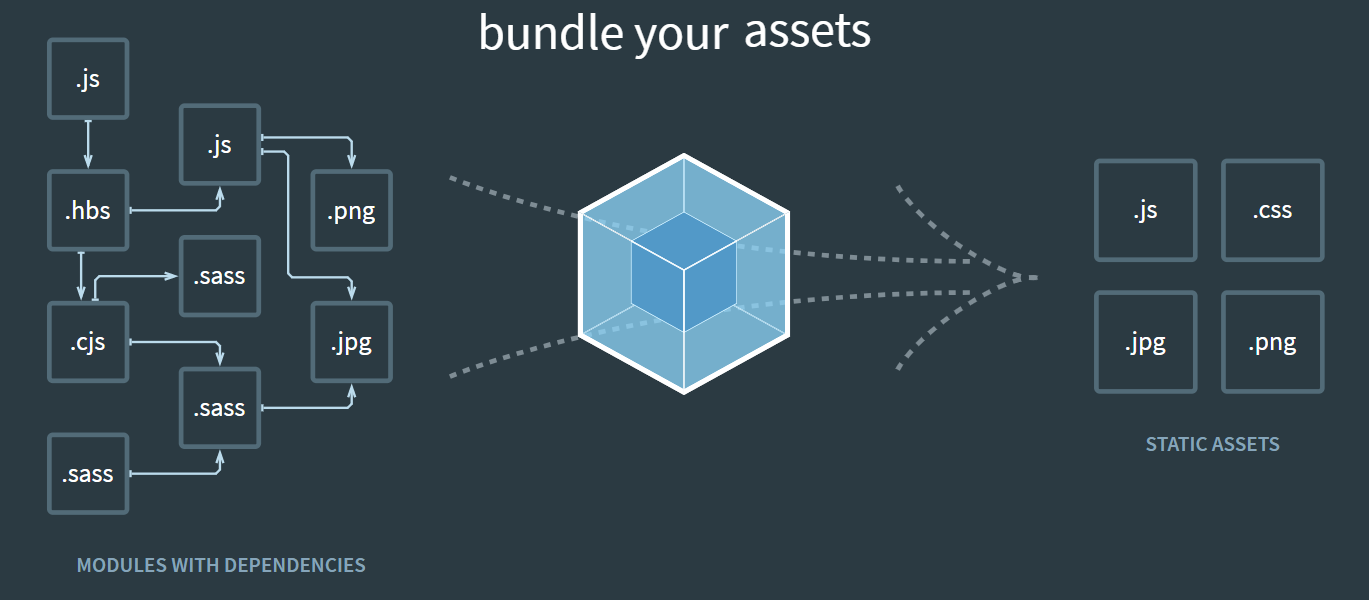 bundle your assets
.js
.js
.hbs
.png
.sass
.cjs
.jpg
.sass
.sass
MODULES WITH DEPENDENCIES
.js
.css
.jpg
.png
STATIC ASSETS